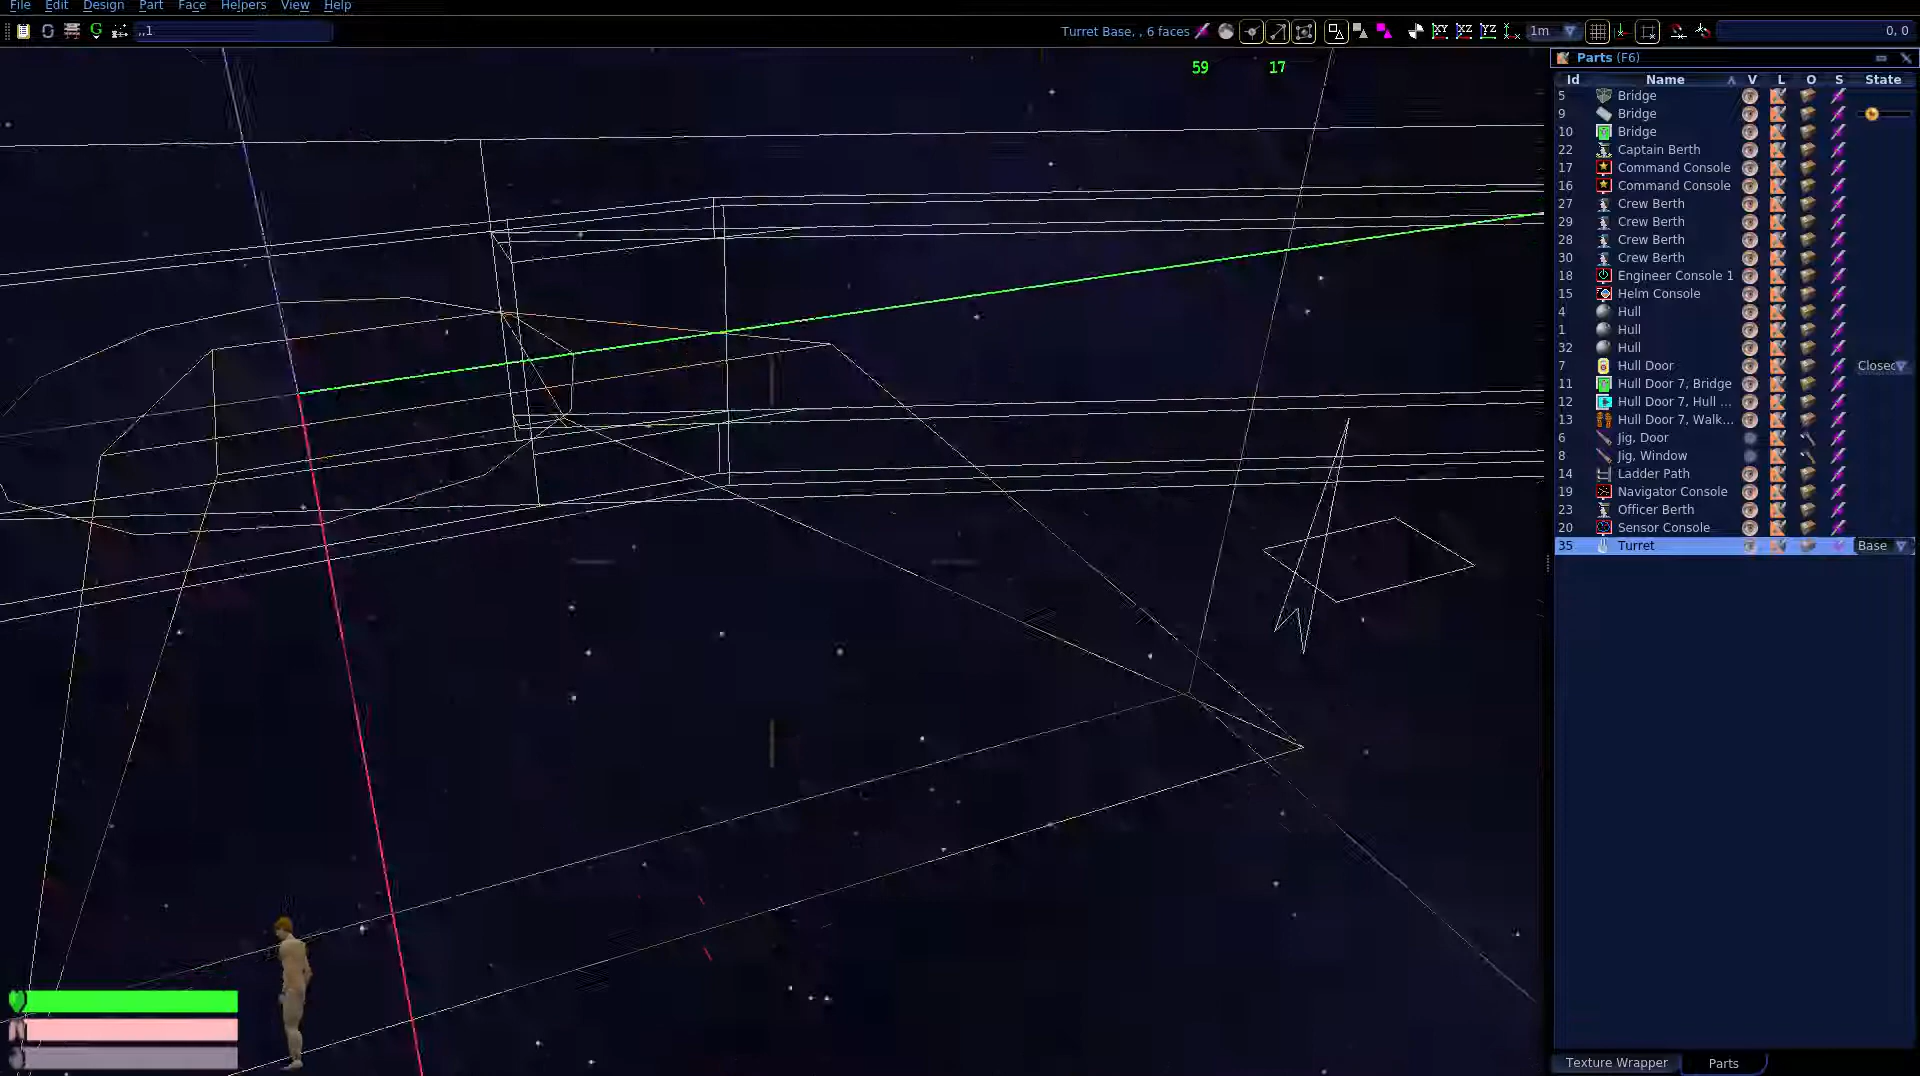 File Edit Design Part Face Helpers View Help
,,1 Turret Base, , 6 faces XY XZ YZ 1m 0, 0
59 17
Parts (F6)
Id Name V L O S State
5 Bridge
9 Bridge
10 Bridge
22 Captain Berth
17 Command Console
16 Command Console
27 Crew Berth
29 Crew Berth
28 Crew Berth
30 Crew Berth
18 Engineer Console 1
15 Helm Console
4 Hull
1 Hull
32 Hull
7 Hull Door Closed
11 Hull Door 7, Bridge
12 Hull Door 7, Hull ...
13 Hull Door 7, Walk...
6 Jig, Door
8 Jig, Window
14 Ladder Path
19 Navigator Console
23 Officer Berth
20 Sensor Console
35 Turret Base
Texture Wrapper Parts